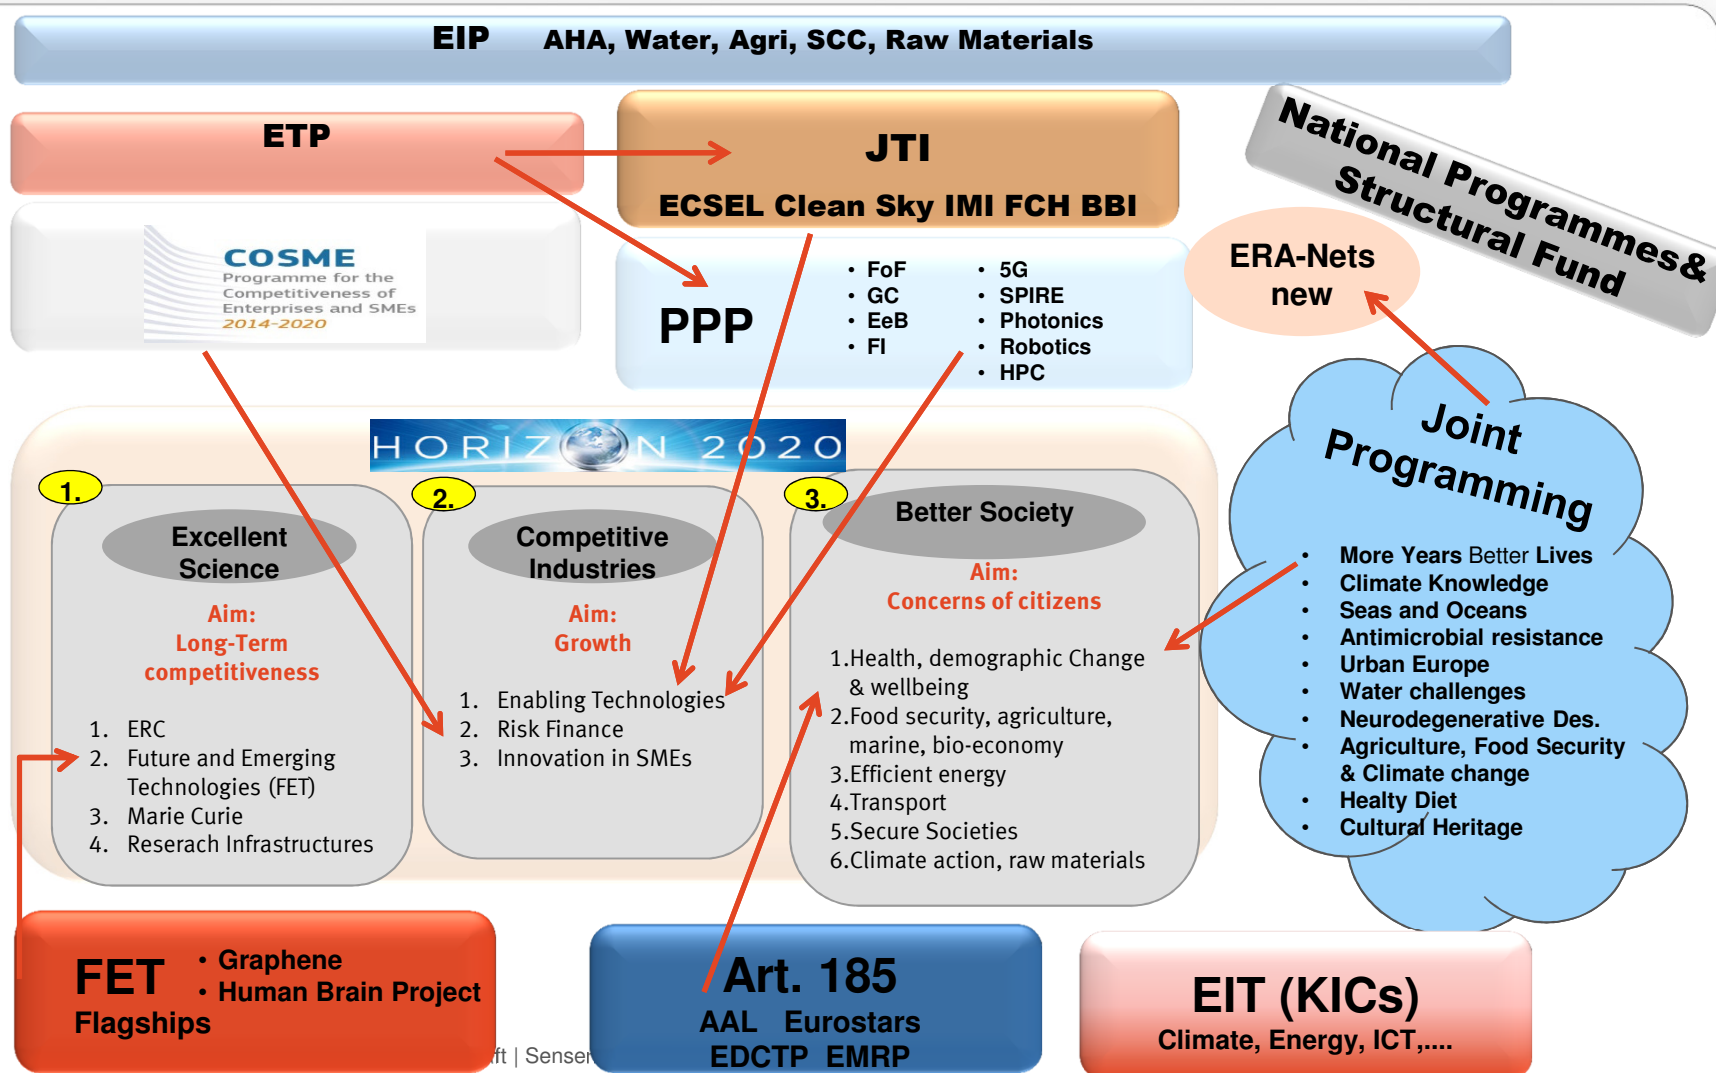 EIP AHA, Water, Agri, SCC, Raw Materials
ETP
JTI
ECSEL Clean Sky IMI FCH BBI
National Programmes&
Structural Fund
COSME
Programme for the
Competitiveness of
Enterprises and SMEs
2014-2020
PPP
• FoF
• GC
• EeB
• FI
• 5G
• SPIRE
• Photonics
• Robotics
• HPC
ERA-Nets
new
HORIZON 2020
1.
Excellent
Science
Aim:
Long-Term
competitiveness
1. ERC
2. Future and Emerging
Technologies (FET)
3. Marie Curie
4. Reserach Infrastructures
2.
Competitive
Industries
Aim:
Growth
1. Enabling Technologies
2. Risk Finance
3. Innovation in SMEs
3.
Better Society
Aim:
Concerns of citizens
1.Health, demographic Change
& wellbeing
2.Food security, agriculture,
marine, bio-economy
3.Efficient energy
4.Transport
5.Secure Societies
6.Climate action, raw materials
Joint
Programming
• More Years Better Lives
• Climate Knowledge
• Seas and Oceans
• Antimicrobial resistance
• Urban Europe
• Water challenges
• Neurodegenerative Des.
• Agriculture, Food Security
& Climate change
• Healty Diet
• Cultural Heritage
FET
Flagships
• Graphene
• Human Brain Project
Art. 185
AAL Eurostars
EDCTP EMRP
EIT (KICs)
Climate, Energy, ICT,....